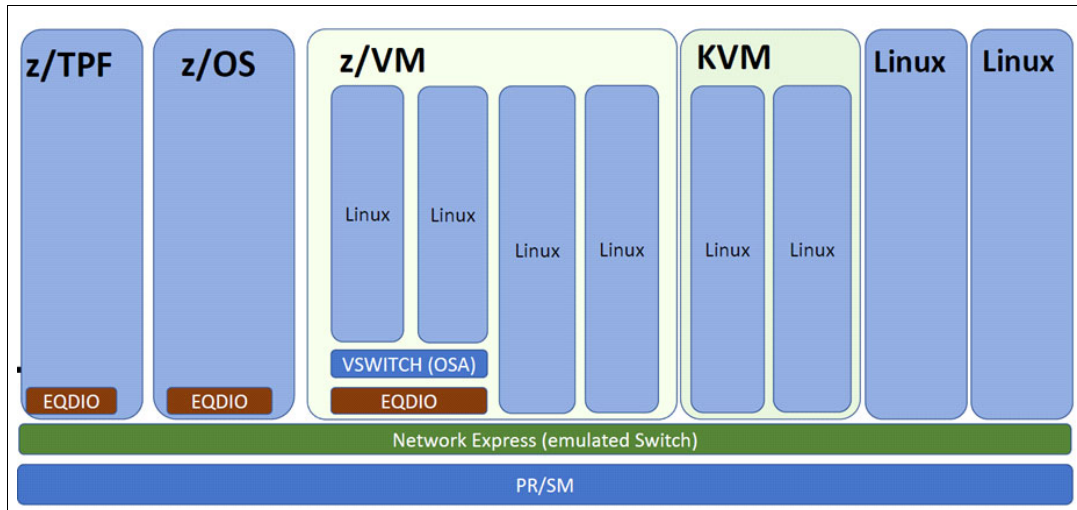 z/TPF
z/OS
z/VM
KVM
Linux
Linux
Linux
Linux
Linux
Linux
Linux
Linux
VSWITCH (OSA)
EQDIO
EQDIO
EQDIO
Network Express (emulated Switch)
PR/SM